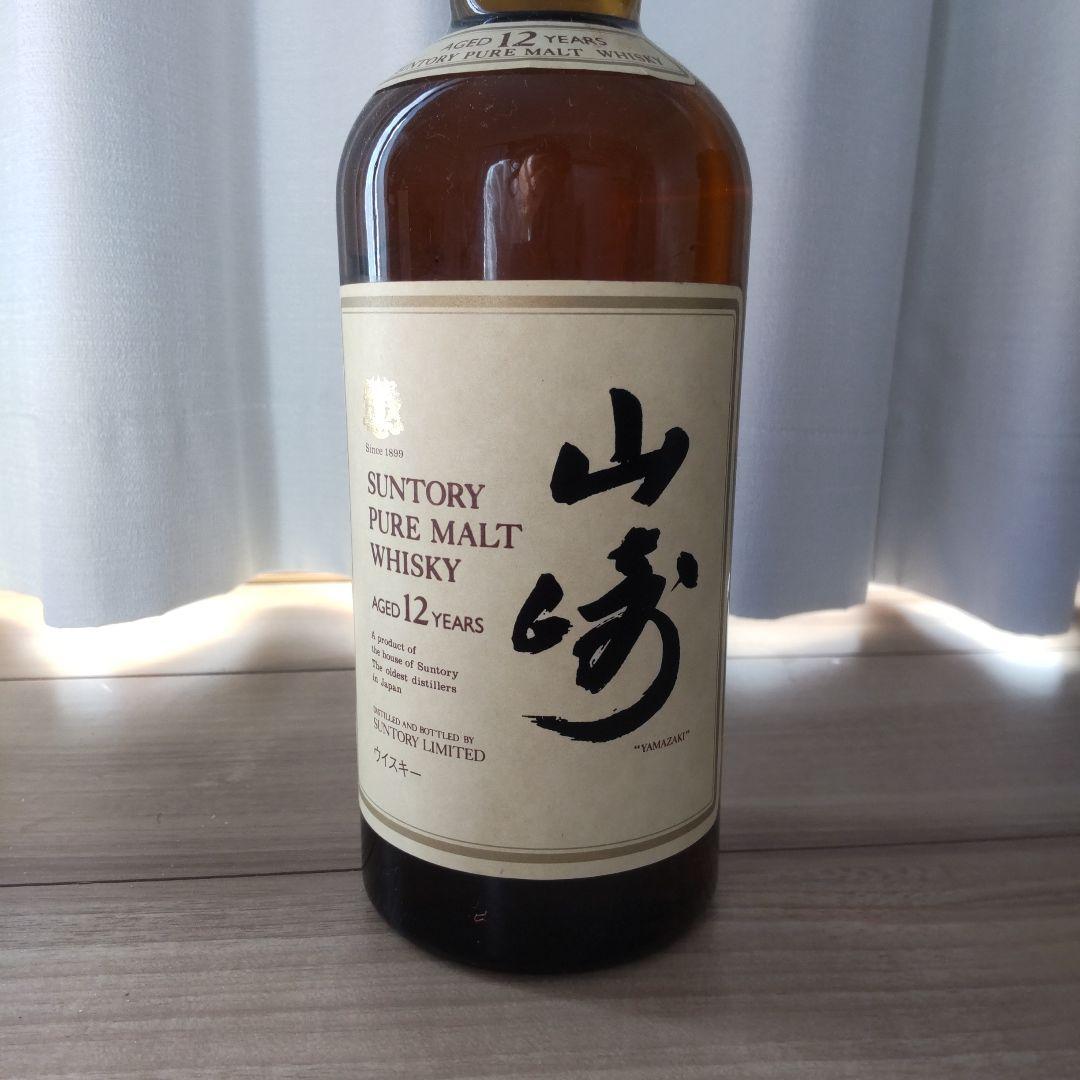 AGED 12 YEARS
SUNTORY PURE MALT WHISKY
Since 1899
SUNTORY
PURE MALT
WHISKY
AGED 12 YEARS
A product of
the house of Suntory
The oldest distillers
in Japan
DISTILLED AND BOTTLED BY
SUNTORY LIMITED
ウイスキー
山崎
"YAMAZAKI"